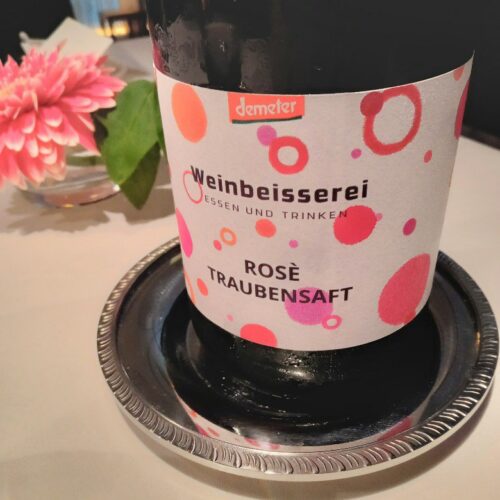 demeter
Weinbeisserei
ESSEN UND TRINKEN
ROSÈ
TRAUBENSAFT